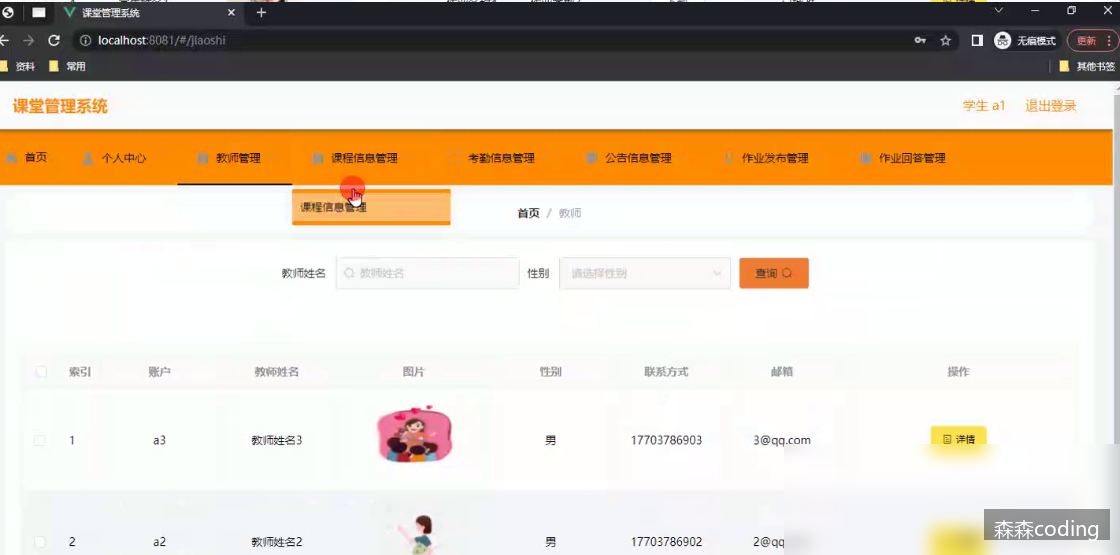 课堂管理系统
localhost:8081/#/jiaoshi
无痕模式
更新
资料
常用
其他书签
课堂管理系统
学生 a1
退出登录
首页
个人中心
教师管理
课程信息管理
考勤信息管理
公告信息管理
作业发布管理
作业回答管理
课程信息管理
首页 / 教师
教师姓名
教师姓名
性别
请选择性别
查询
索引 账户 教师姓名 图片 性别 联系方式 邮箱 操作
1 a3 教师姓名3 男 17703786903 3@qq.com 详情
2 a2 教师姓名2 男 17703786902 2@qq
森森coding